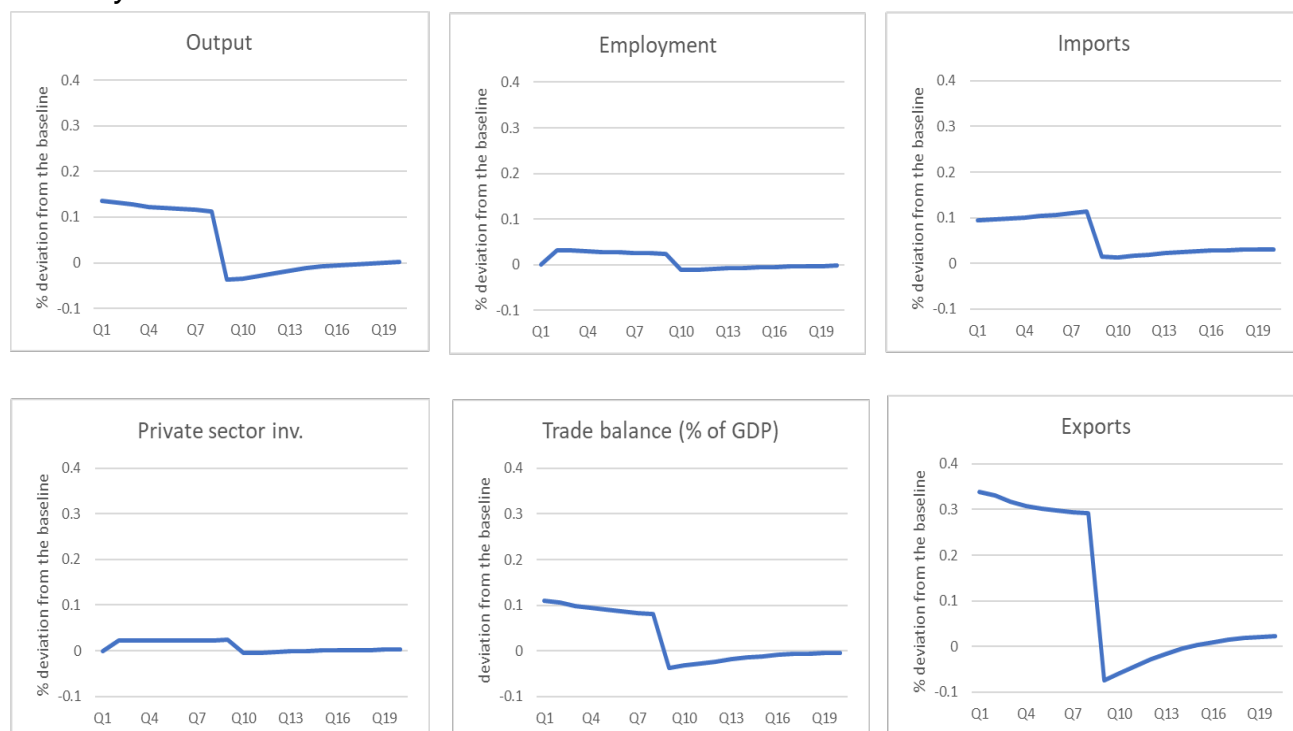 Output
% deviation from the baseline
0.4
0.3
0.2
0.1
0
-0.1
Q1 Q4 Q7 Q10 Q13 Q16 Q19
Employment
% deviation from the baseline
0.4
0.3
0.2
0.1
0
-0.1
Q1 Q4 Q7 Q10 Q13 Q16 Q19
Imports
% deviation from the baseline
0.4
0.3
0.2
0.1
0
-0.1
Q1 Q4 Q7 Q10 Q13 Q16 Q19
Private sector inv.
% deviation from the baseline
0.4
0.3
0.2
0.1
0
-0.1
Q1 Q4 Q7 Q10 Q13 Q16 Q19
Trade balance (% of GDP)
deviation from the baseline
0.4
0.3
0.2
0.1
0
-0.1
Q1 Q4 Q7 Q10 Q13 Q16 Q19
Exports
% deviation from the baseline
0.4
0.3
0.2
0.1
0
-0.1
Q1 Q4 Q7 Q10 Q13 Q16 Q19